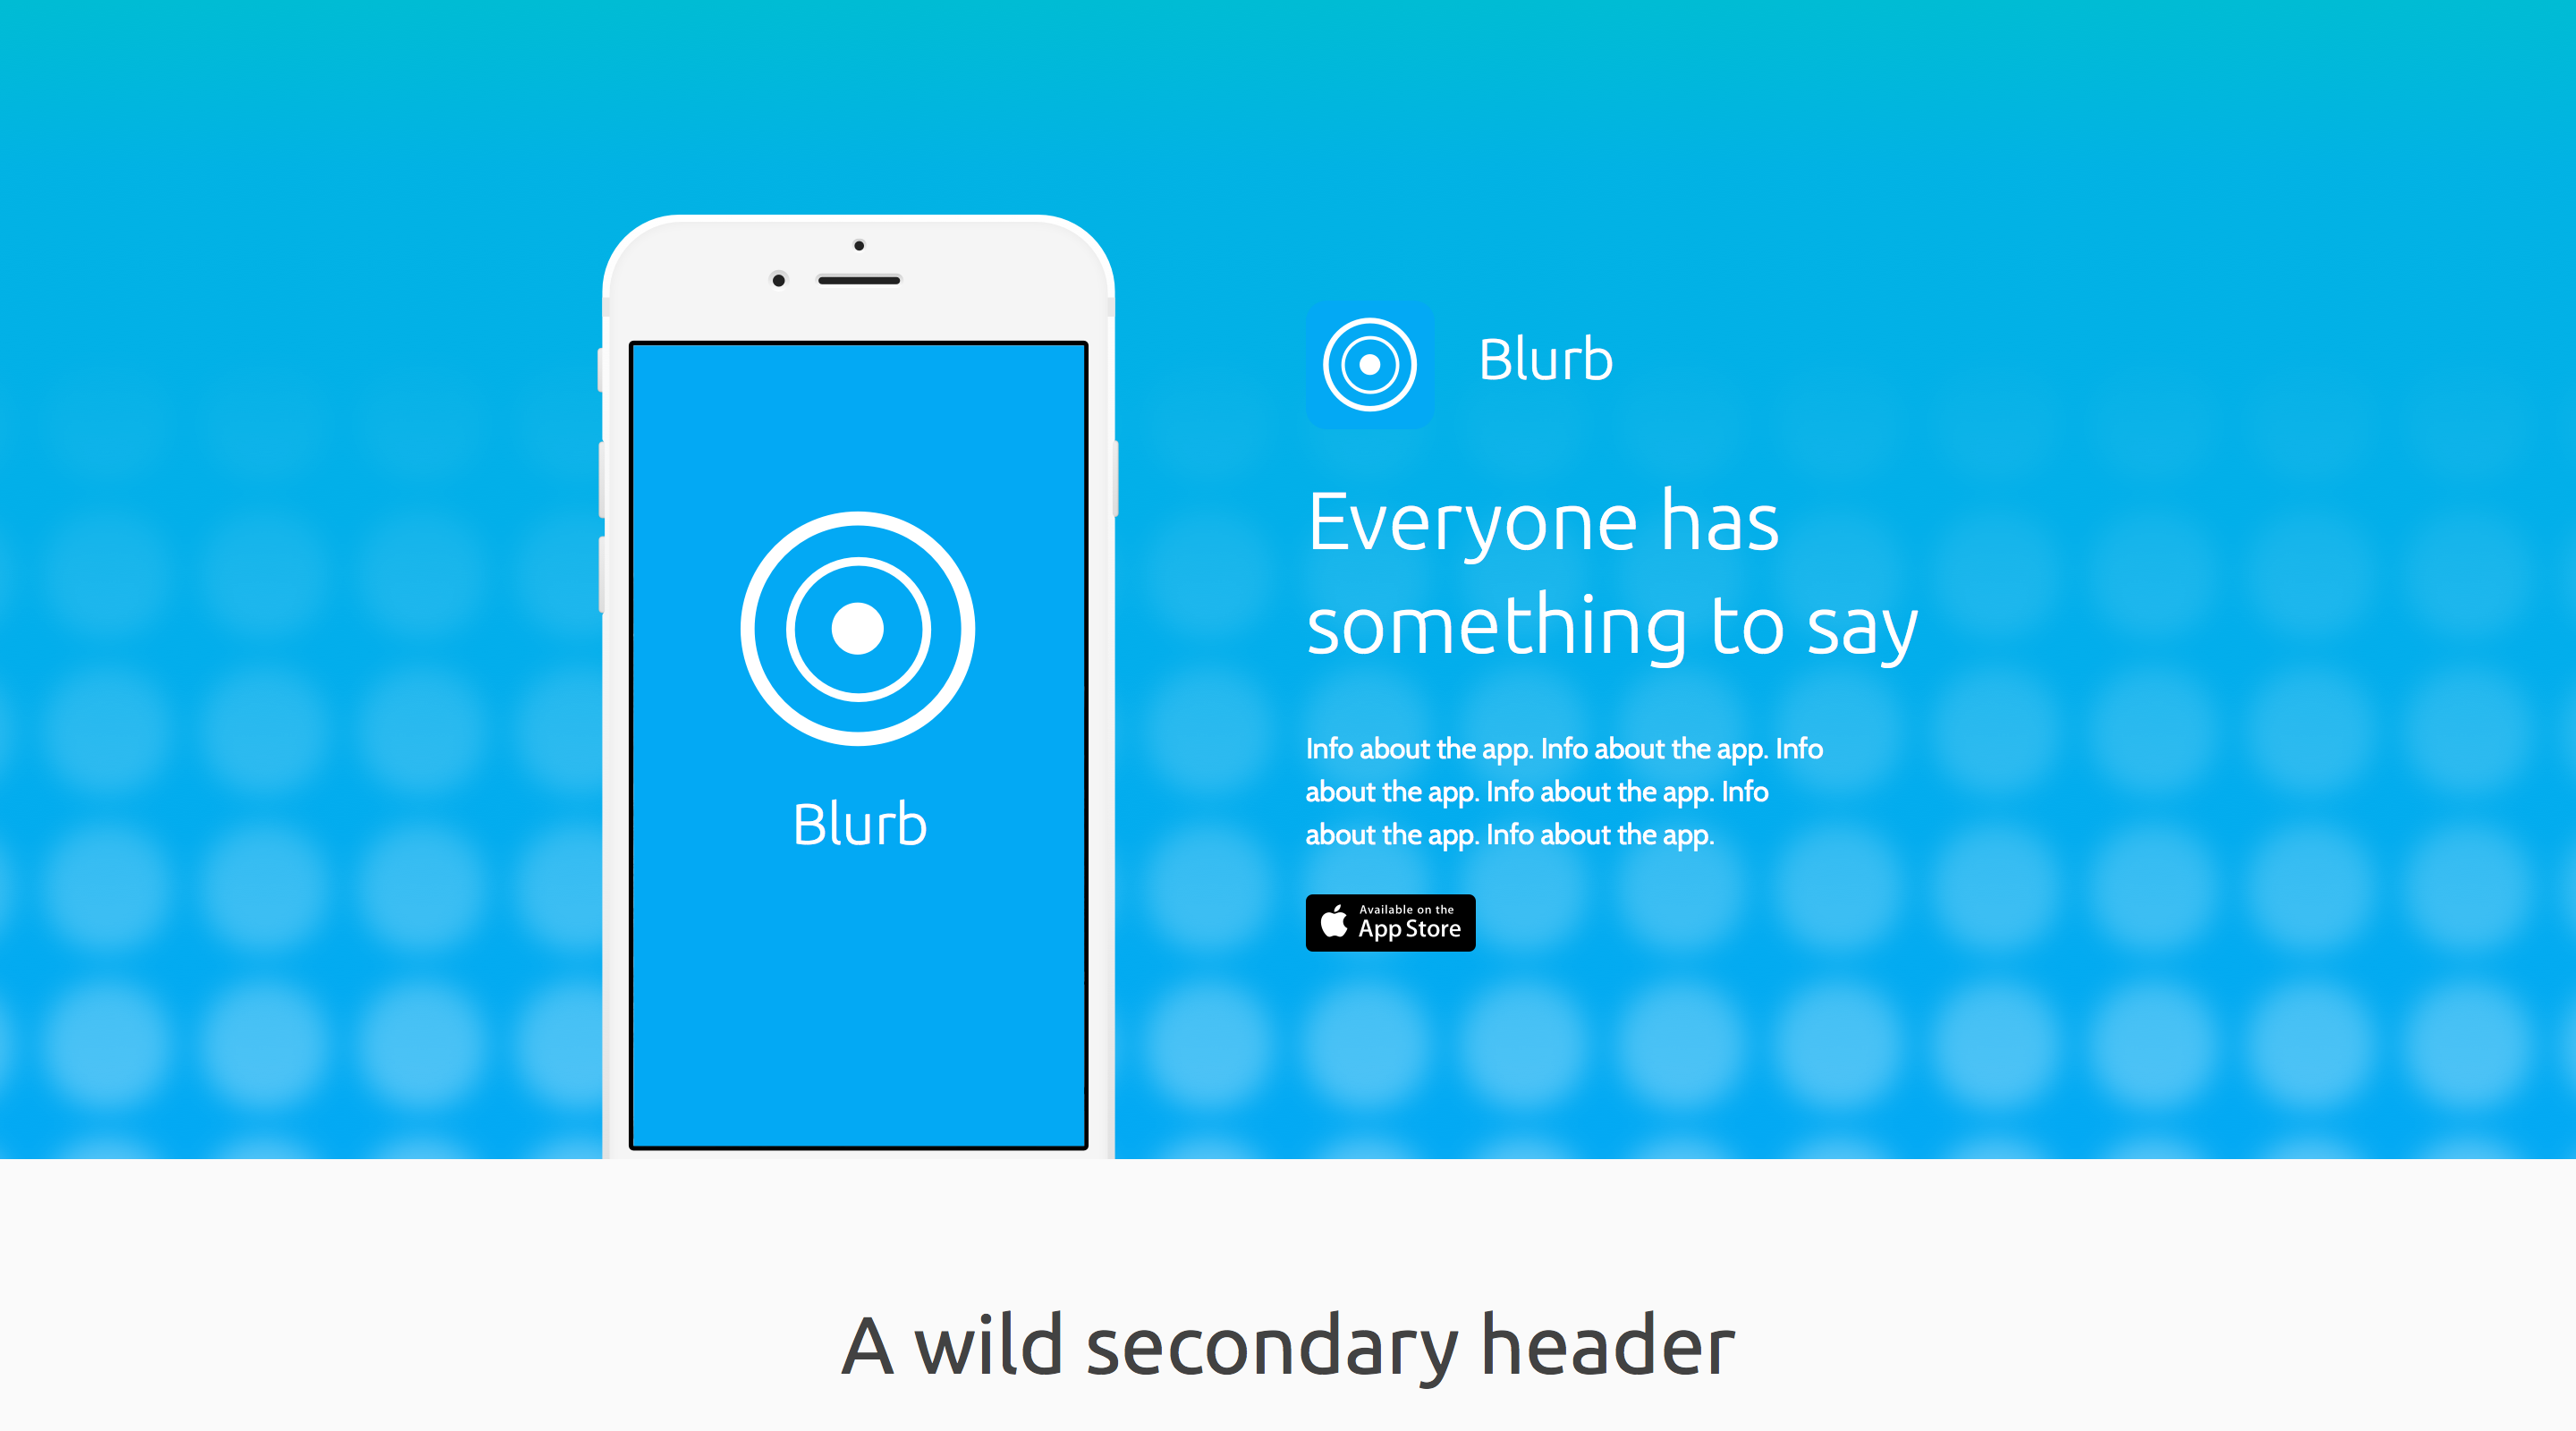 Blurb
Blurb
Everyone has
something to say
Info about the app. Info about the app. Info
about the app. Info about the app. Info
about the app. Info about the app.
Available on the
App Store
A wild secondary header